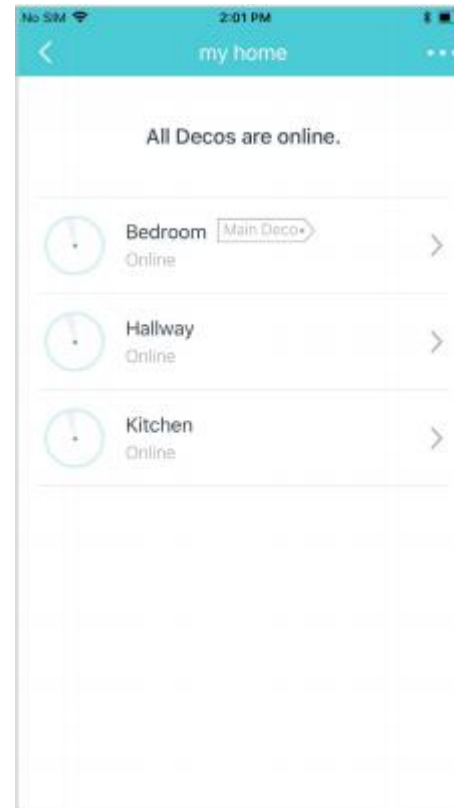 No SIM 2:01 PM
my home
All Decos are online.
Bedroom Main Deco
Online
Hallway
Online
Kitchen
Online